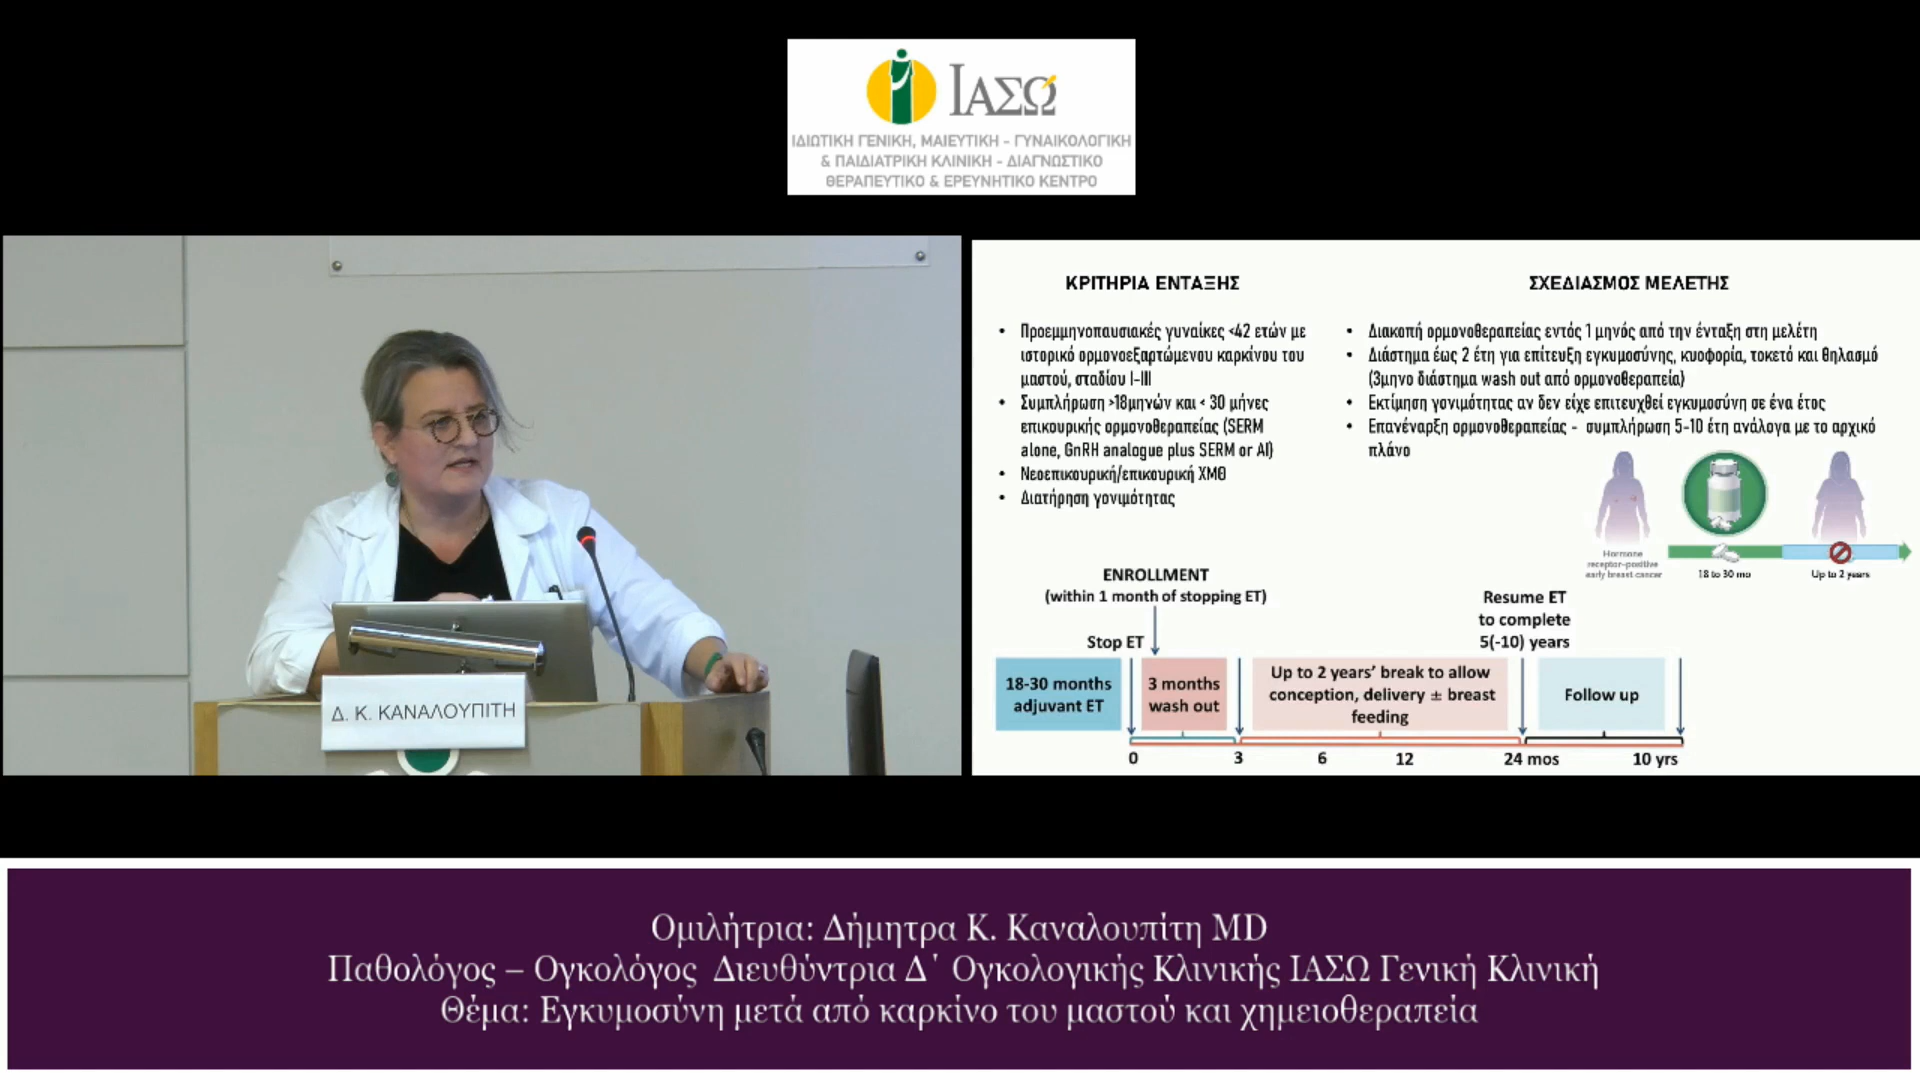 ΙΑΣΩ
ΙΔΙΩΤΙΚΗ ΓΕΝΙΚΗ, ΜΑΙΕΥΤΙΚΗ - ΓΥΝΑΙΚΟΛΟΓΙΚΗ
& ΠΑΙΔΙΑΤΡΙΚΗ ΚΛΙΝΙΚΗ - ΔΙΑΓΝΩΣΤΙΚΟ
ΘΕΡΑΠΕΥΤΙΚΟ & ΕΡΕΥΝΗΤΙΚΟ ΚΕΝΤΡΟ
Δ. Κ. ΚΑΝΑΛΟΥΠΙΤΗ
ΚΡΙΤΗΡΙΑ ΕΝΤΑΞΗΣ
• Προεμμηνοπαυσιακές γυναίκες <42 ετών με
ιστορικό ορμονοεξαρτώμενου καρκίνου του
μαστού, σταδίου I-III
• Συμπλήρωση >18μηνών και < 30 μήνες
επικουρικής ορμονοθεραπείας (SERM
alone, GnRH analogue plus SERM or AI)
• Νεοεπικουρική/επικουρική ΧΜΘ
• Διατήρηση γονιμότητας
ΣΧΕΔΙΑΣΜΟΣ ΜΕΛΕΤΗΣ
• Διακοπή ορμονοθεραπείας εντός 1 μηνός από την ένταξη στη μελέτη
• Διάστημα έως 2 έτη για επίτευξη εγκυμοσύνης, κυοφορία, τοκετό και θηλασμό
(3μηνο διάστημα wash out από ορμονοθεραπεία)
• Εκτίμηση γονιμότητας αν δεν είχε επιτευχθεί εγκυμοσύνη σε ένα έτος
• Επανέναρξη ορμονοθεραπείας - συμπλήρωση 5-10 έτη ανάλογα με το αρχικό
πλάνο
Hormone
receptor-positive
early breast cancer
18 to 30 mo
Up to 2 years
ENROLLMENT
(within 1 month of stopping ET)
Stop ET
Resume ET
to complete
5(-10) years
18-30 months
adjuvant ET
3 months
wash out
Up to 2 years' break to allow
conception, delivery ± breast
feeding
Follow up
0 3 6 12 24 mos 10 yrs
Ομιλήτρια: Δήμητρα Κ. Καναλουπίτη MD
Παθολόγος – Ογκολόγος Διευθύντρια Δ΄ Ογκολογικής Κλινικής ΙΑΣΩ Γενική Κλινική
Θέμα: Εγκυμοσύνη μετά από καρκίνο του μαστού και χημειοθεραπεία